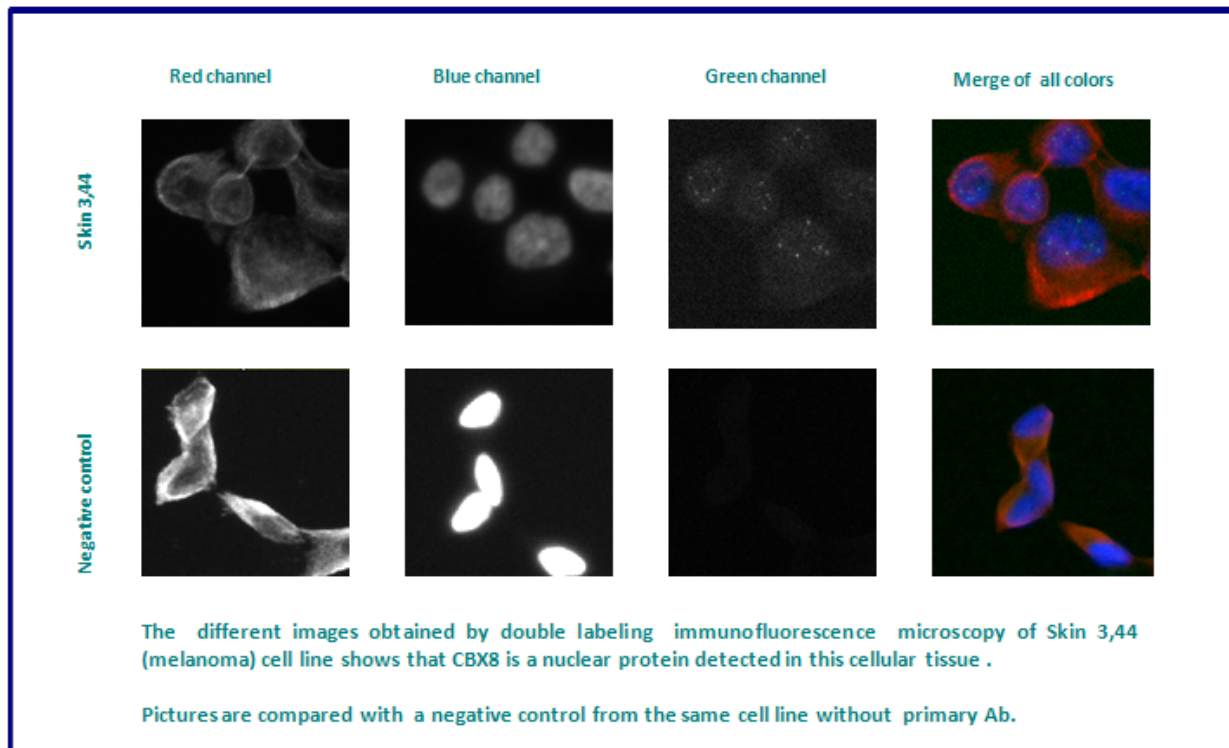 Red channel
Blue channel
Green channel
Merge of all colors
Skin 3,44
Negative control
The different images obtained by double labeling immunofluorescence microscopy of Skin 3,44
(melanoma) cell line shows that CBX8 is a nuclear protein detected in this cellular tissue .
Pictures are compared with a negative control from the same cell line without primary Ab.